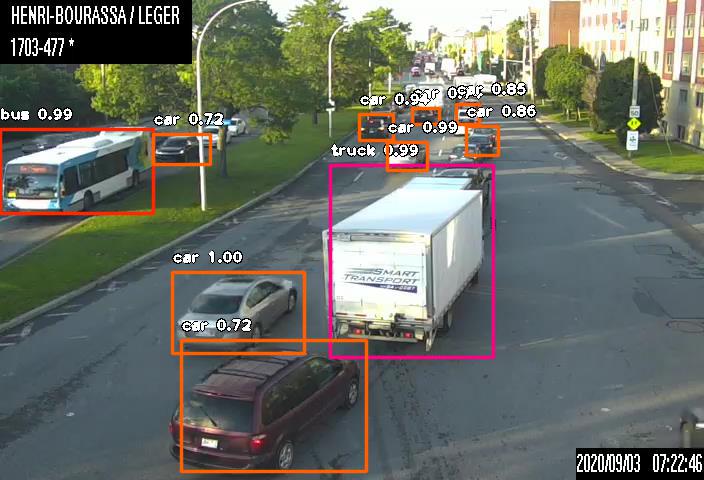 HENRI-BOURASSA / LEGER
1703-477 *
car 0.85
car 0.94
car 0.86
bus 0.99
car 0.72
car 0.99
truck 0.99
car 1.00
SMART
TRANSPORT
car 0.72
2020/09/03 07:22:46